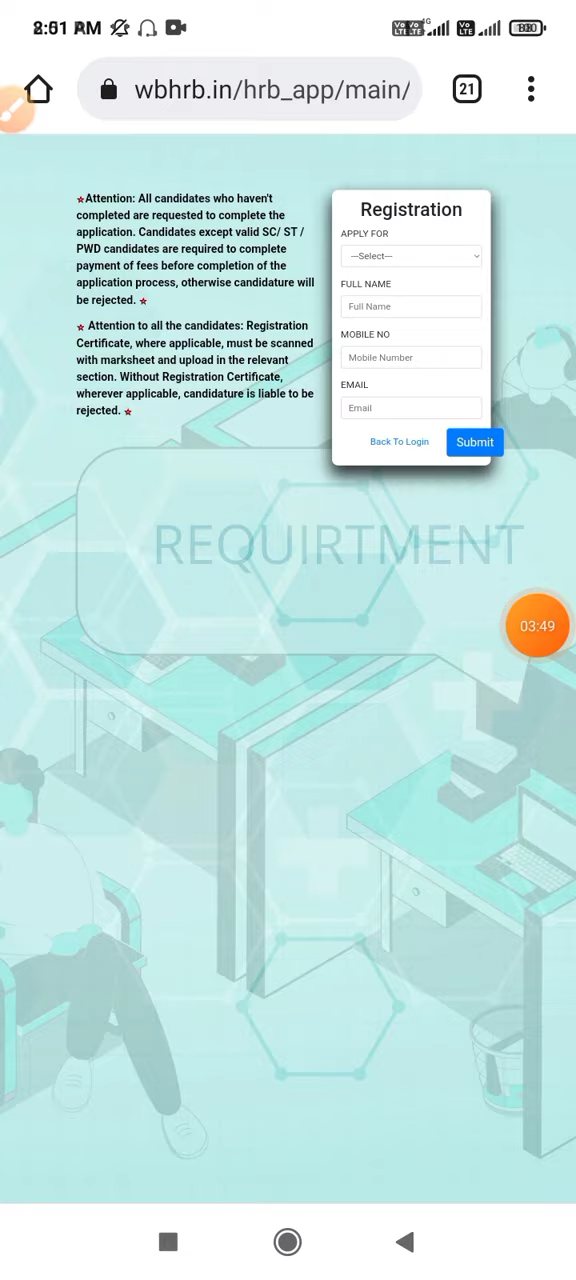 wbhrb.in/hrb_app/main/
21
Attention: All candidates who haven't
completed are requested to complete the
application. Candidates except valid SC/ ST /
PWD candidates are required to complete
payment of fees before completion of the
application process, otherwise candidature will
be rejected.
Attention to all the candidates: Registration
Certificate, where applicable, must be scanned
with marksheet and upload in the relevant
section. Without Registration Certificate,
wherever applicable, candidature is liable to be
rejected.
Registration
APPLY FOR
---Select---
FULL NAME
Full Name
MOBILE NO
Mobile Number
EMAIL
Email
Back To Login
Submit
REQUIRTMENT
03:49